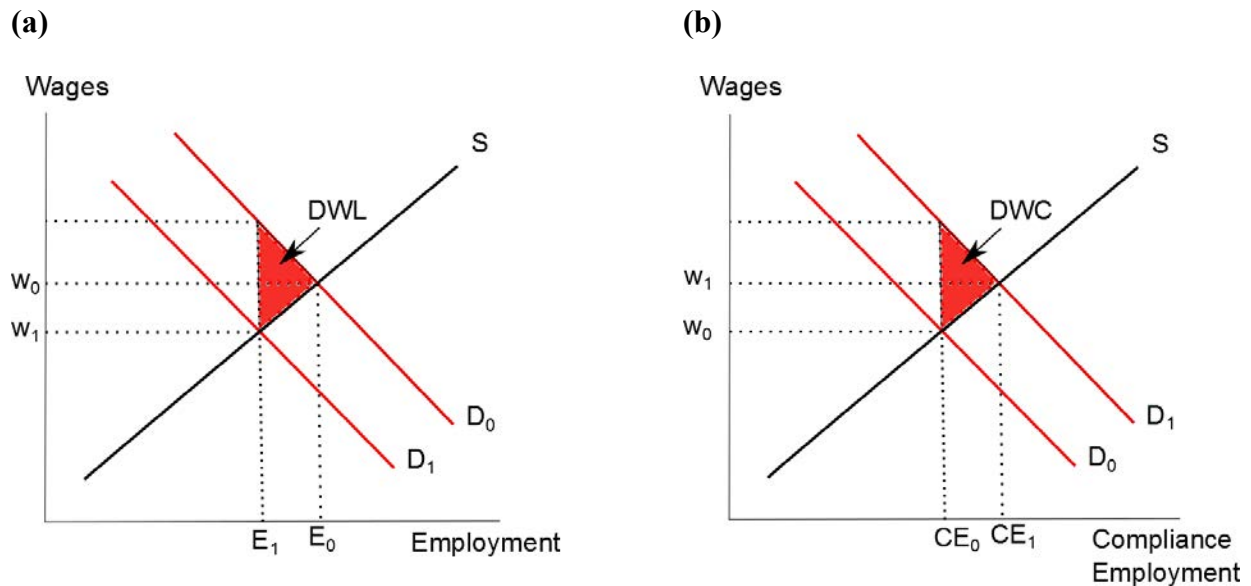 (a)
Wages
S
DWL
w₀
w₁
D₀
D₁
E₁
E₀
Employment
(b)
Wages
S
DWC
w₁
w₀
D₁
D₀
CE₀
CE₁
Compliance
Employment